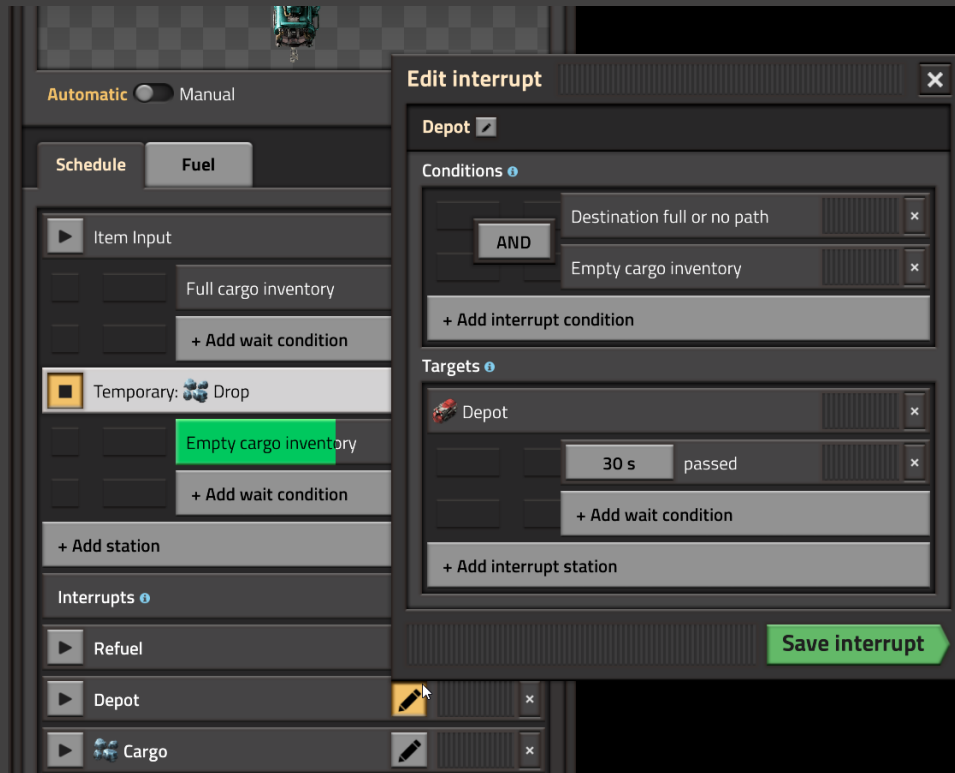 Automatic Manual
Schedule Fuel
Item Input
Full cargo inventory
+ Add wait condition
Temporary: Drop
Empty cargo inventory
+ Add wait condition
+ Add station
Interrupts
Refuel
Depot
Cargo
Edit interrupt
Depot
Conditions
AND
Destination full or no path
Empty cargo inventory
+ Add interrupt condition
Targets
Depot
30 s passed
+ Add wait condition
+ Add interrupt station
Save interrupt